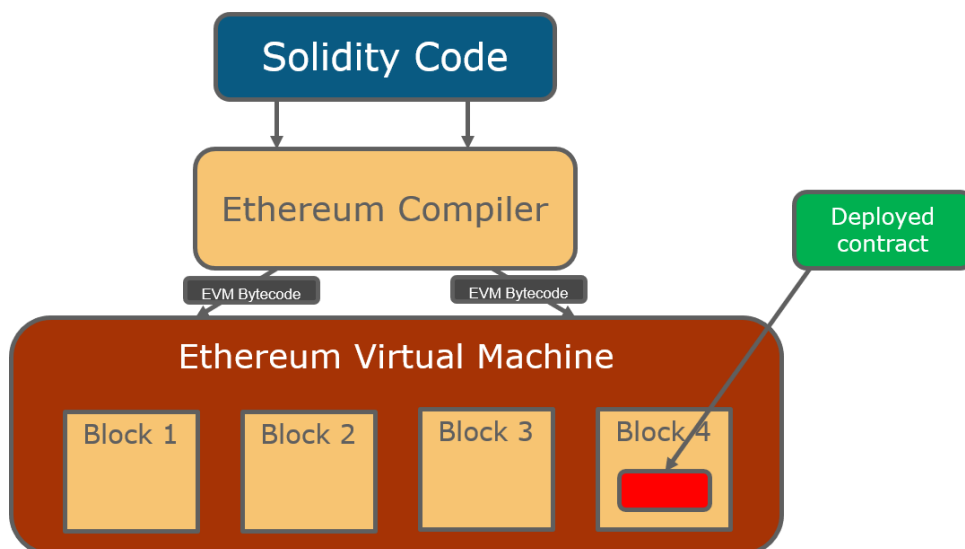 Solidity Code
Ethereum Compiler
Deployed
contract
EVM Bytecode
EVM Bytecode
Ethereum Virtual Machine
Block 1
Block 2
Block 3
Block 4